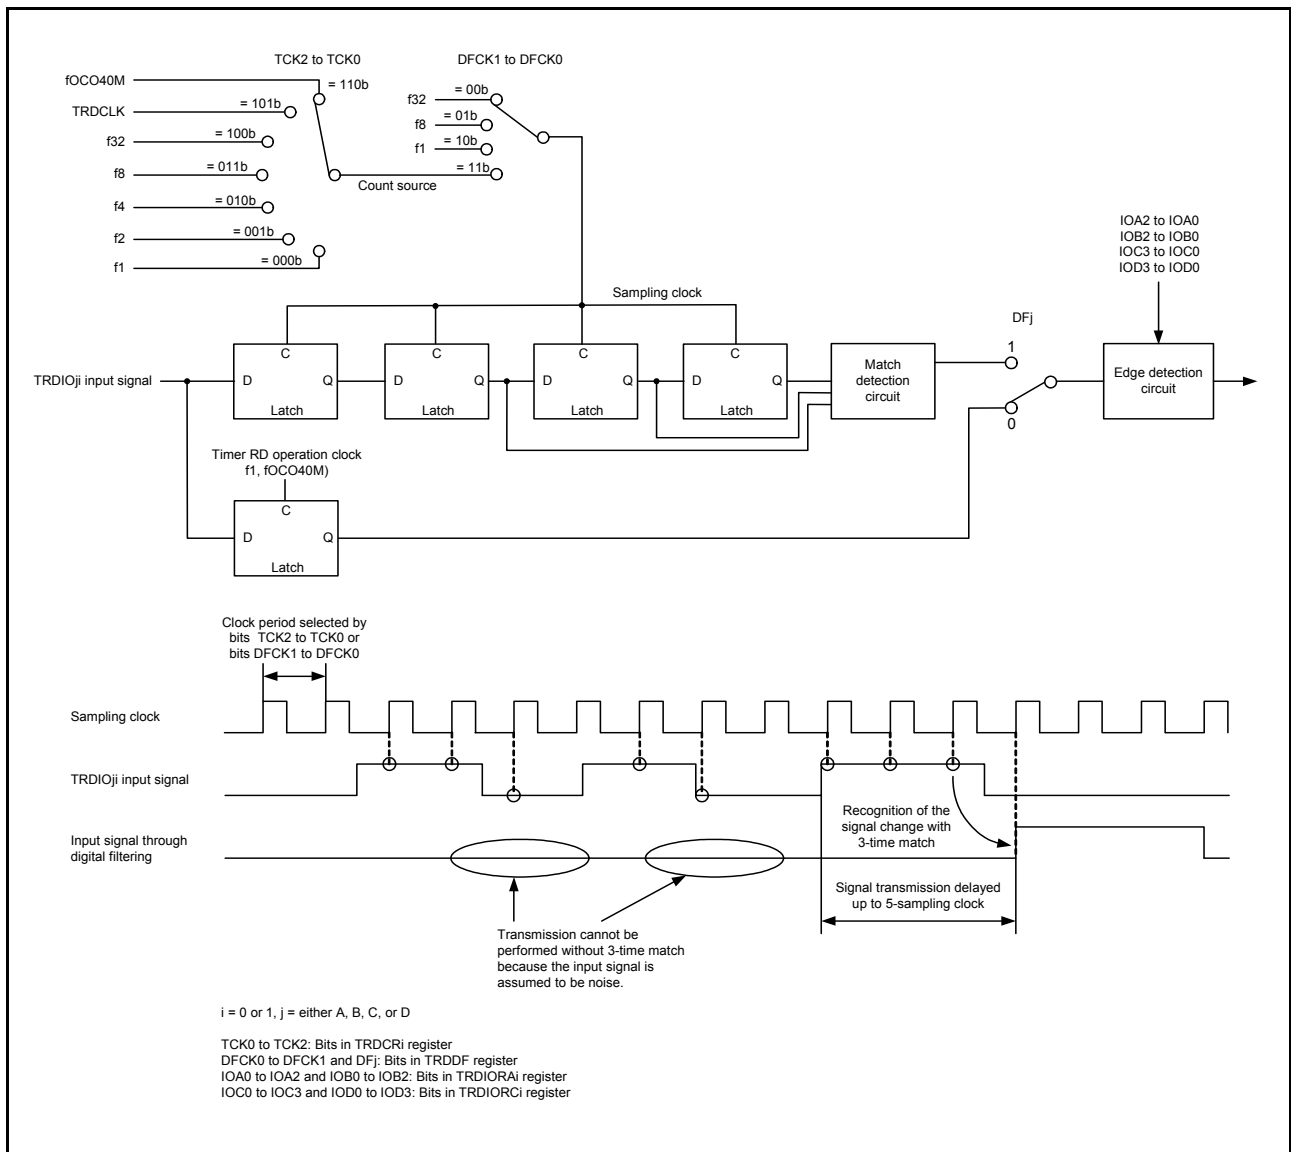 TCK2 to TCK0
DFCK1 to DFCK0
fOCO40M
= 110b
TRDCLK
= 101b
f32
= 100b
f8
= 011b
f4
= 010b
f2
= 001b
f1
= 000b
Count source
f32
= 00b
f8
= 01b
f1
= 10b
= 11b
IOA2 to IOA0
IOB2 to IOB0
IOC3 to IOC0
IOD3 to IOD0
Sampling clock
DFj
TRDIOji input signal
C
D
Q
Latch
C
D
Q
Latch
C
D
Q
Latch
C
D
Q
Latch
Match
detection
circuit
1
0
Edge detection
circuit
Timer RD operation clock
f1, fOCO40M)
C
D
Q
Latch
Clock period selected by
bits TCK2 to TCK0 or
bits DFCK1 to DFCK0
Sampling clock
TRDIOji input signal
Input signal through
digital filtering
Recognition of the
signal change with
3-time match
Signal transmission delayed
up to 5-sampling clock
Transmission cannot be
performed without 3-time match
because the input signal is
assumed to be noise.
i = 0 or 1, j = either A, B, C, or D
TCK0 to TCK2: Bits in TRDCRi register
DFCK0 to DFCK1 and DFj: Bits in TRDDF register
IOA0 to IOA2 and IOB0 to IOB2: Bits in TRDIORAi register
IOC0 to IOC3 and IOD0 to IOD3: Bits in TRDIORCi register